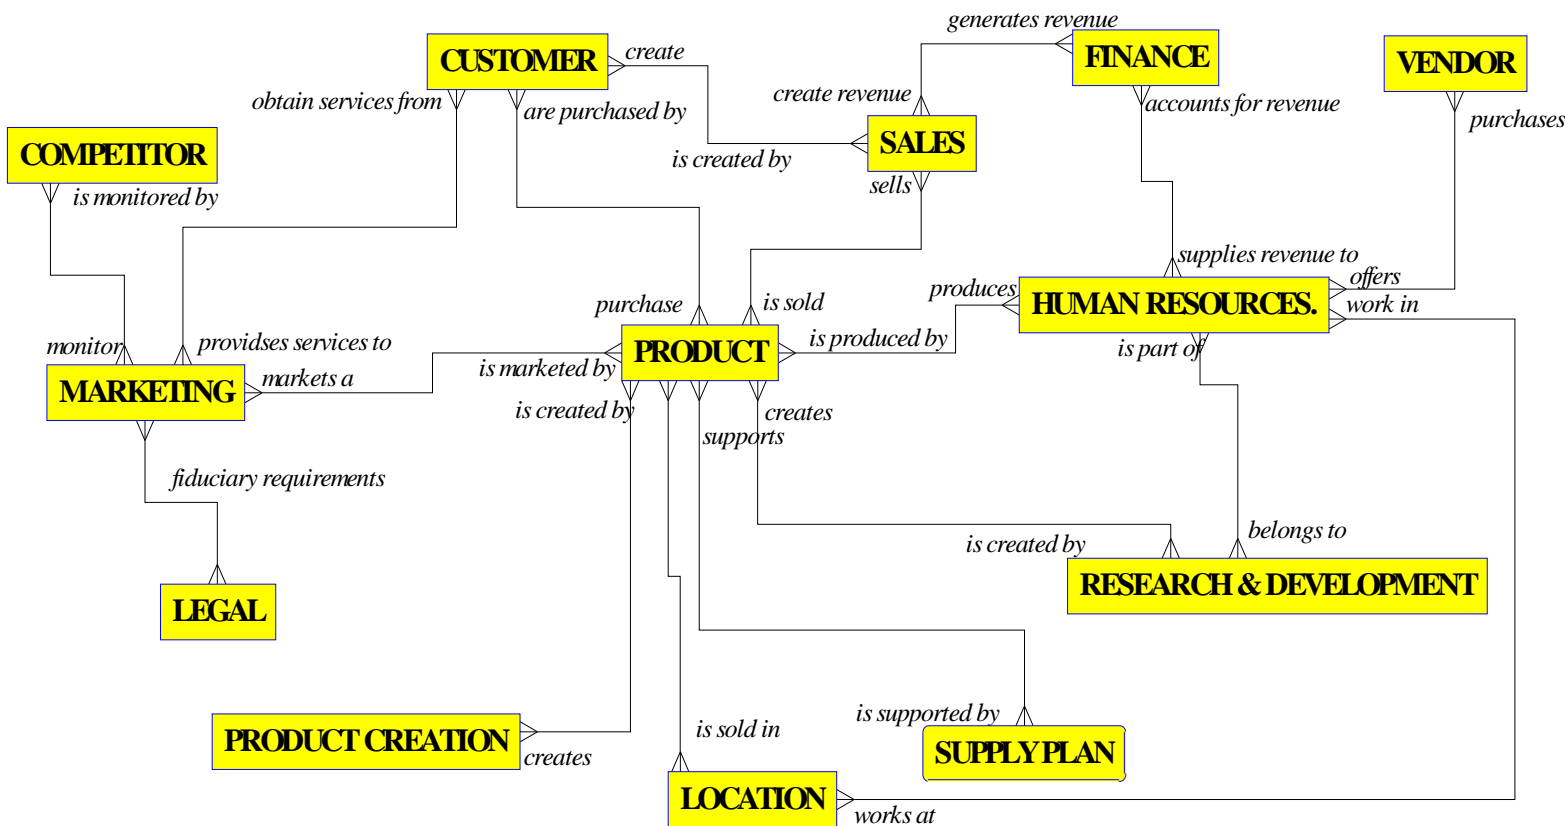 generates revenue
CUSTOMER
create
FINANCE
VENDOR
obtain services from
are purchased by
create revenue
accounts for revenue
purchases
COMPETITOR
SALES
is created by
is monitored by
sells
supplies revenue to
offers
produces
HUMAN RESOURCES.
work in
purchase
is sold
is produced by
monitor
providses services to
PRODUCT
is part of
MARKETING
markets a
is marketed by
is created by
creates
supports
fiduciary requirements
is created by
belongs to
RESEARCH & DEVELOPMENT
LEGAL
is supported by
is sold in
PRODUCT CREATION
creates
SUPPLY PLAN
LOCATION
works at